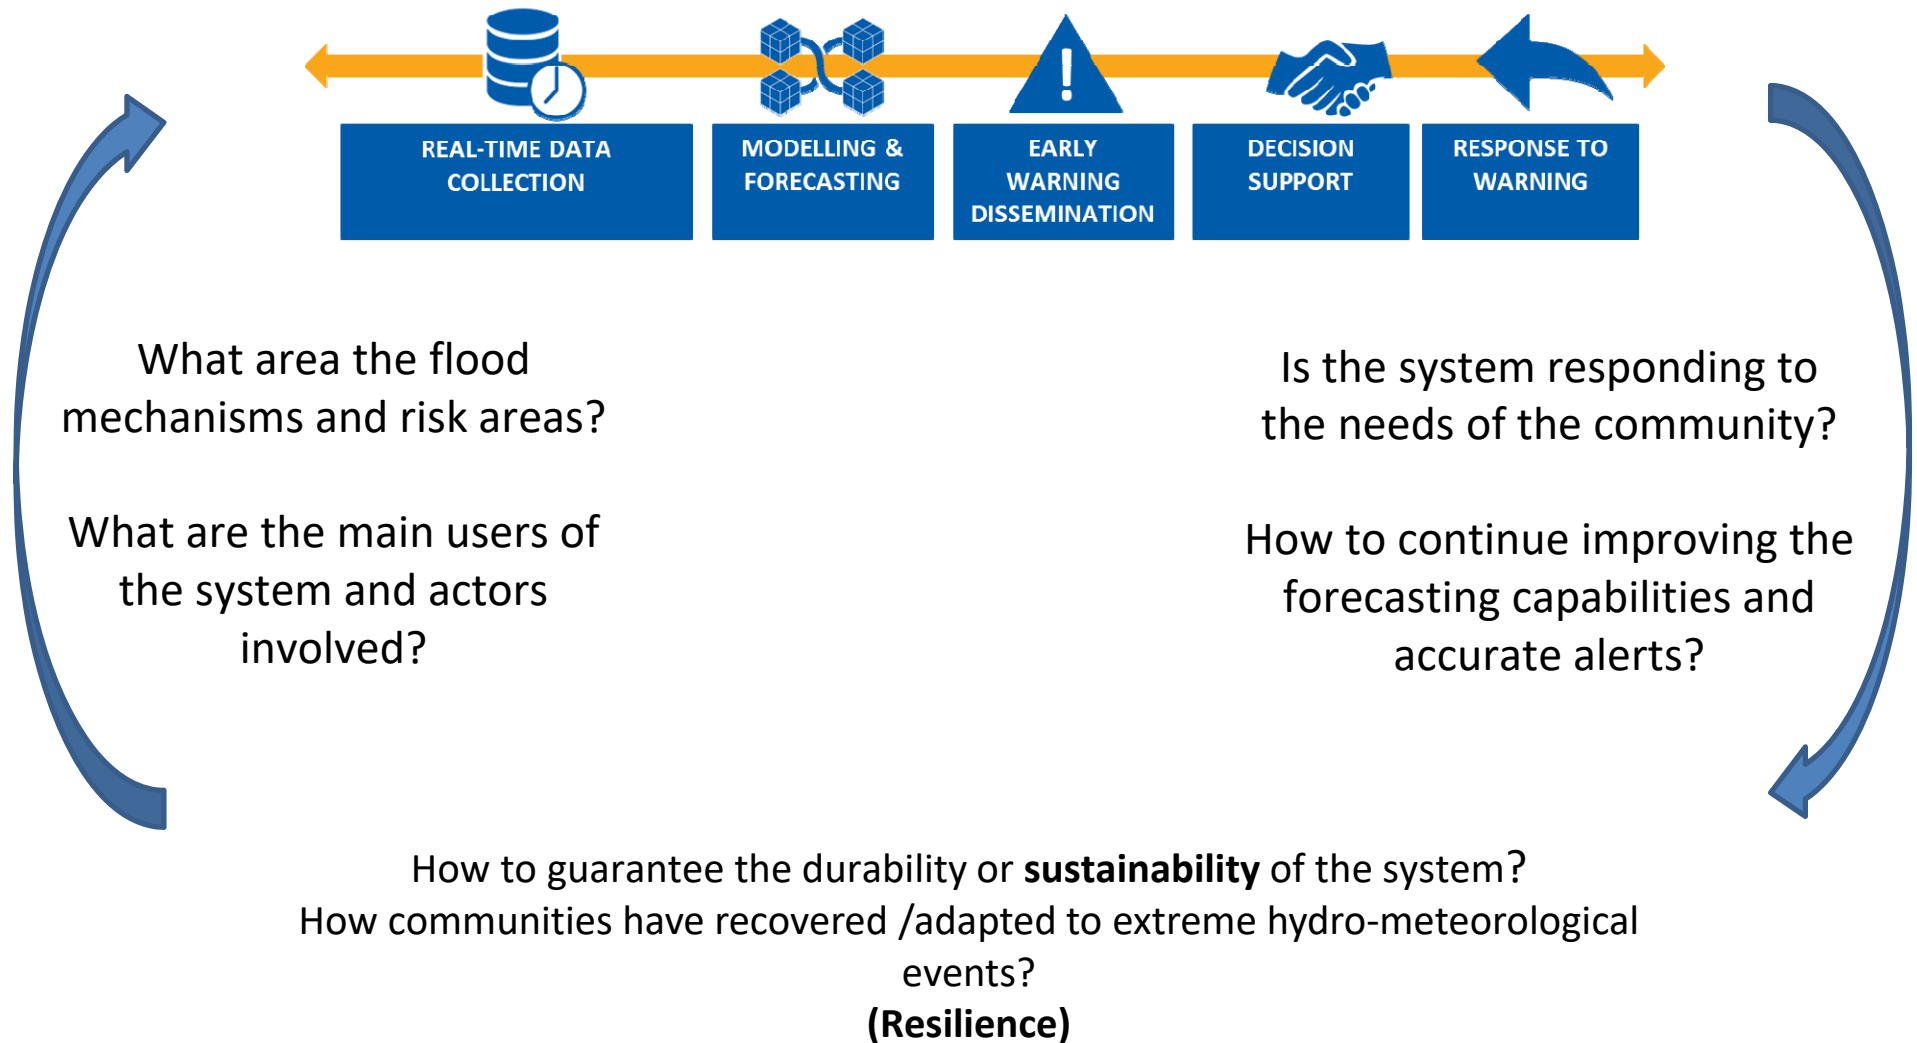 REAL-TIME DATA
COLLECTION
MODELLING &
FORECASTING
EARLY
WARNING
DISSEMINATION
DECISION
SUPPORT
RESPONSE TO
WARNING
What area the flood
mechanisms and risk areas?
What are the main users of
the system and actors
involved?
Is the system responding to
the needs of the community?
How to continue improving the
forecasting capabilities and
accurate alerts?
How to guarantee the durability or sustainability of the system?
How communities have recovered /adapted to extreme hydro-meteorological
events?
(Resilience)